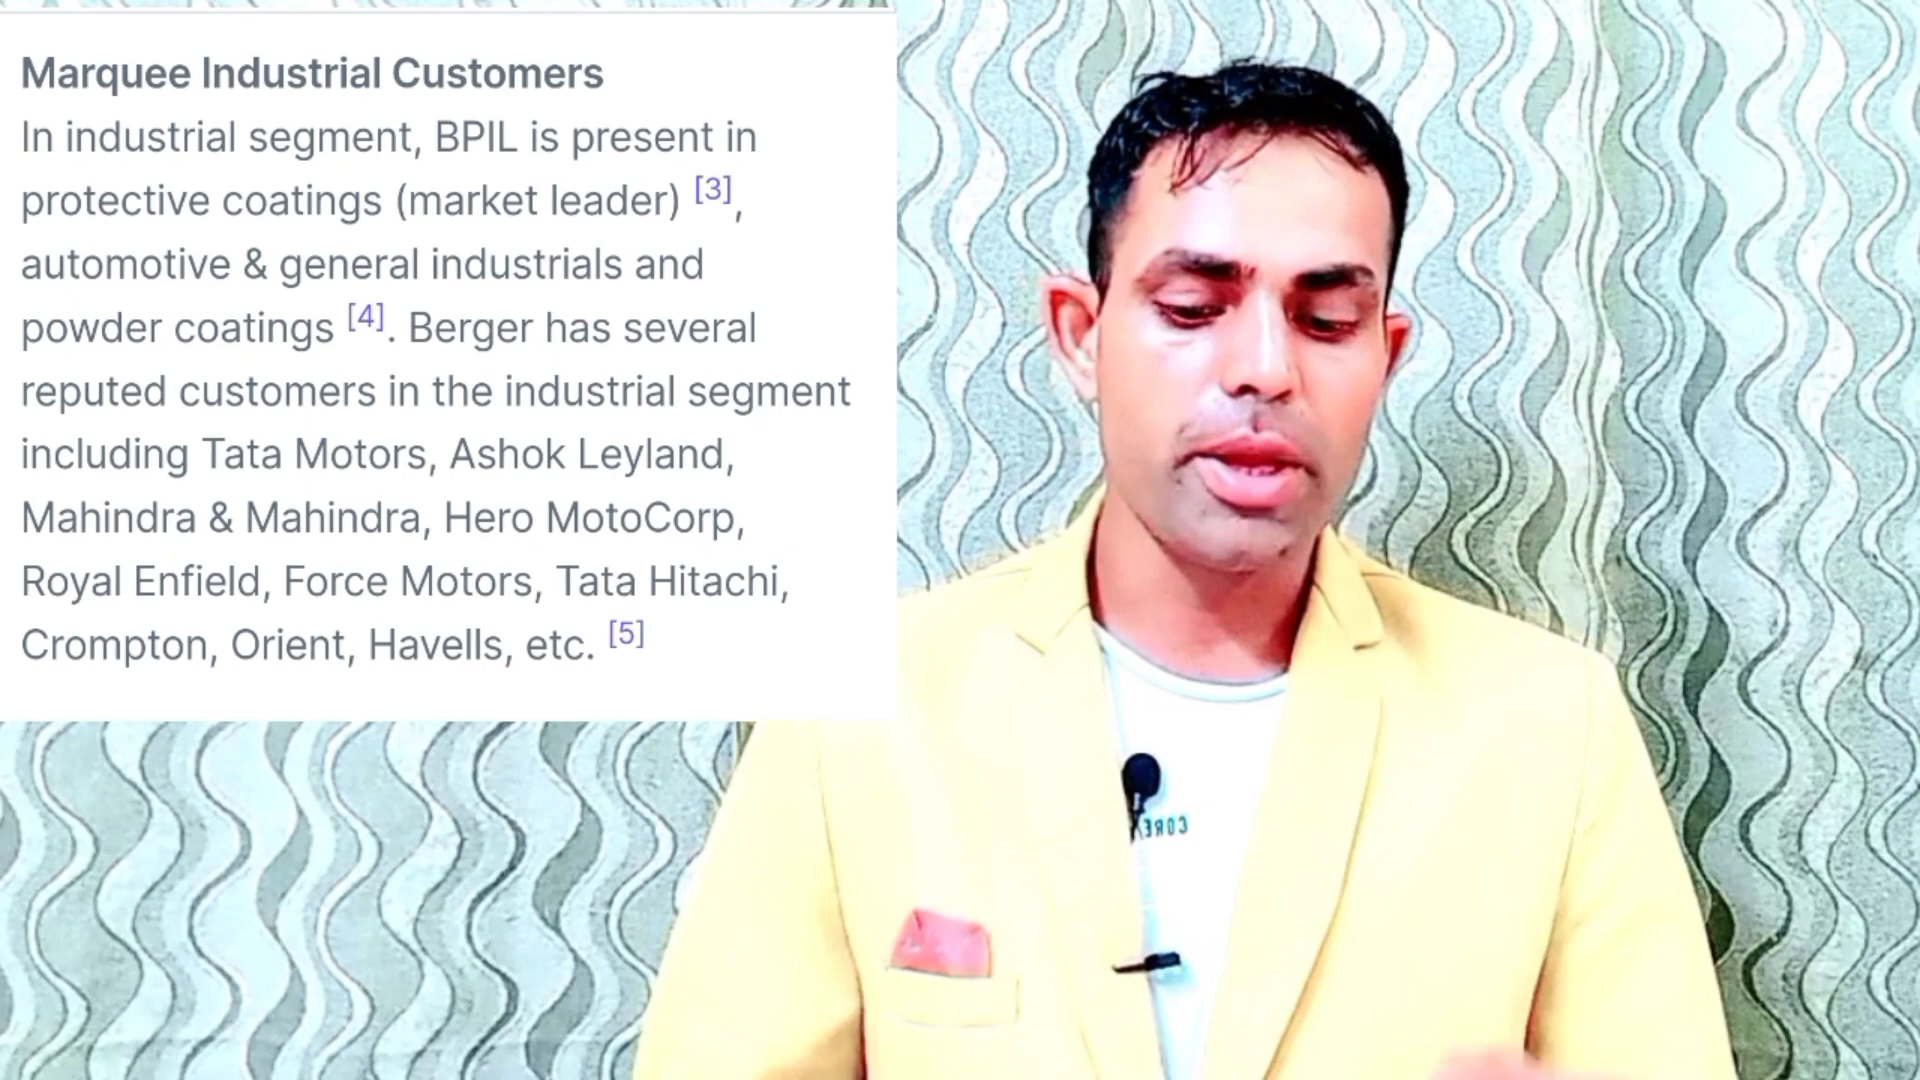 Marquee Industrial Customers
In industrial segment, BPIL is present in
protective coatings (market leader) [3],
automotive & general industrials and
powder coatings [4]. Berger has several
reputed customers in the industrial segment
including Tata Motors, Ashok Leyland,
Mahindra & Mahindra, Hero MotoCorp,
Royal Enfield, Force Motors, Tata Hitachi,
Crompton, Orient, Havells, etc. [5]
CORE